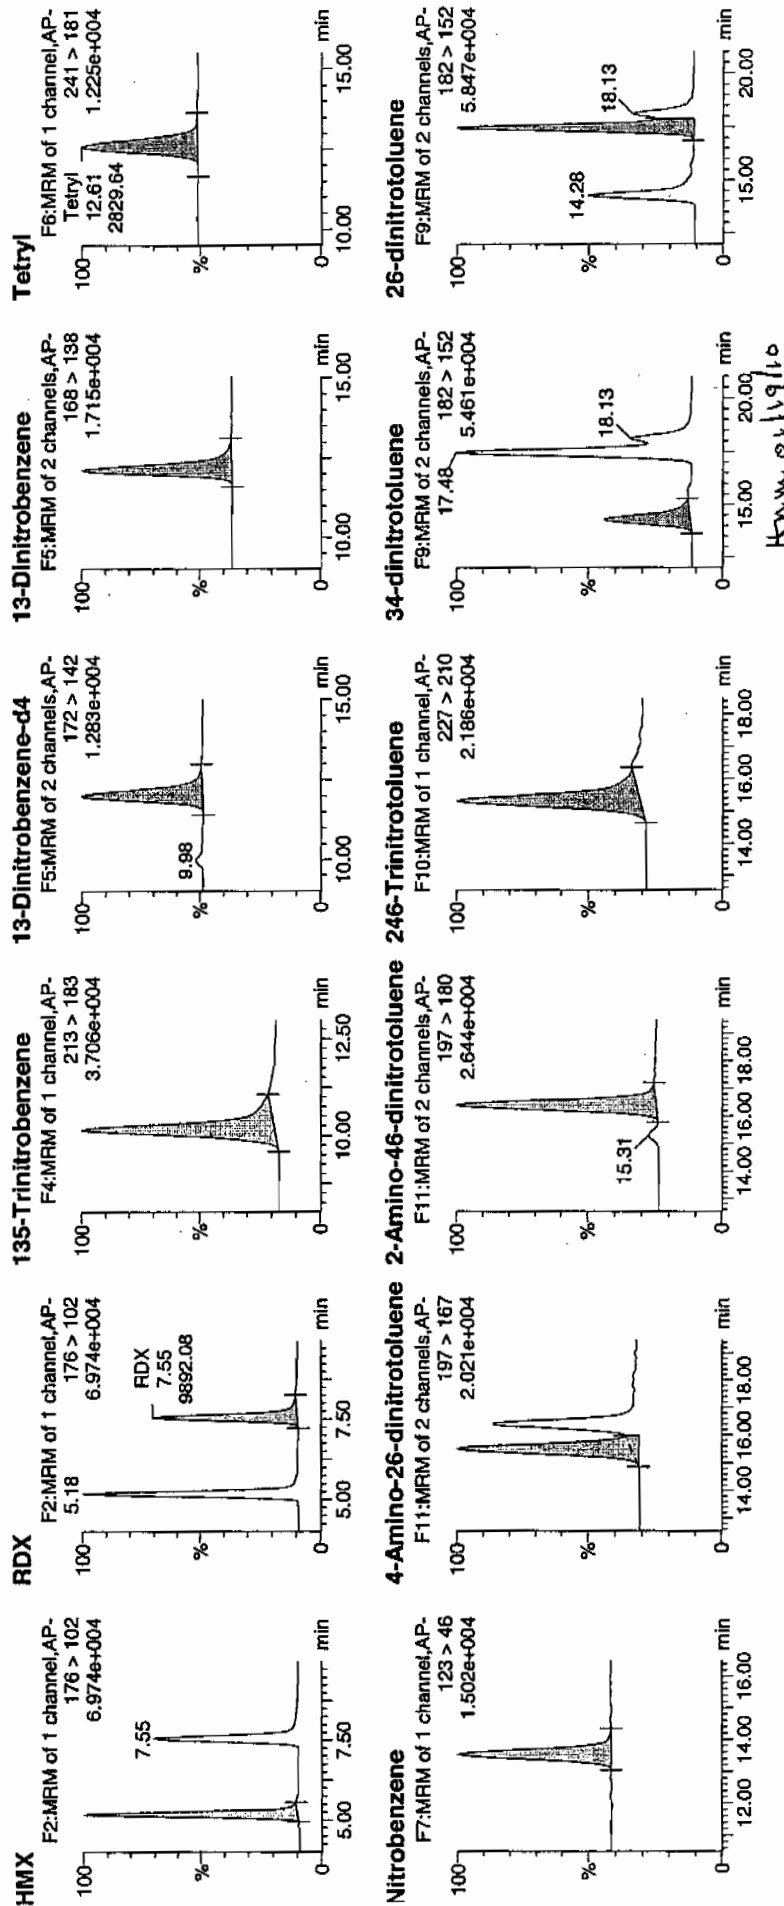 HMX
F2:MRM of 1 channel,AP-
176 > 102
6.974e+004
100
7.55
%
0
5.00 7.50
min
RDX
F2:MRM of 1 channel,AP-
176 > 102
6.974e+004
100
5.18
RDX
7.55
9892.08
%
0
5.00 7.50
min
135-Trinitrobenzene
F4:MRM of 1 channel,AP-
213 > 183
3.706e+004
100
%
0
10.00 12.50
min
13-Dinitrobenzene-d4
F5:MRM of 2 channels,AP-
172 > 142
1.283e+004
100
9.98
%
0
10.00 15.00
min
13-Dinitrobenzene
F5:MRM of 2 channels,AP-
168 > 138
1.715e+004
100
%
0
10.00 15.00
min
Tetryl
F6:MRM of 1 channel,AP-
241 > 181
1.225e+004
100
Tetryl
12.61
2829.64
%
0
10.00 15.00
min
Nitrobenzene
F7:MRM of 1 channel,AP-
123 > 46
1.502e+004
100
%
0
12.00 14.00 16.00
min
4-Amino-26-dinitrotoluene
F11:MRM of 2 channels,AP-
197 > 167
2.021e+004
100
%
0
14.00 16.00 18.00
min
2-Amino-46-dinitrotoluene
F11:MRM of 2 channels,AP-
197 > 180
2.644e+004
100
15.31
%
0
14.00 16.00 18.00
min
246-Trinitrotoluene
F10:MRM of 1 channel,AP-
227 > 210
2.186e+004
100
%
0
14.00 16.00 18.00
min
34-dinitrotoluene
F9:MRM of 2 channels,AP-
182 > 152
5.461e+004
100
17.48
18.13
%
0
15.00 20.00
min
26-dinitrotoluene
F9:MRM of 2 channels,AP-
182 > 152
5.847e+004
100
14.28
18.13
%
0
15.00 20.00
min